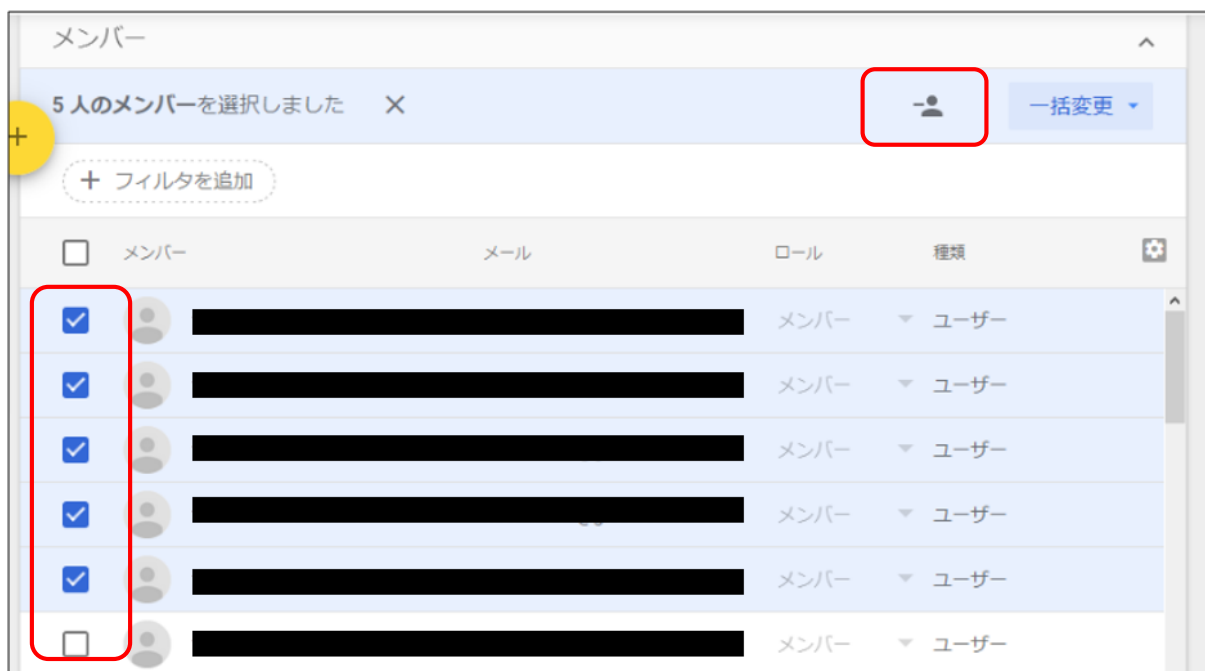 メンバー
5 人のメンバーを選択しました
一括変更
フィルタを追加
メンバー メール ロール 種類
メンバー ユーザー
メンバー ユーザー
メンバー ユーザー
メンバー ユーザー
メンバー ユーザー
メンバー ユーザー